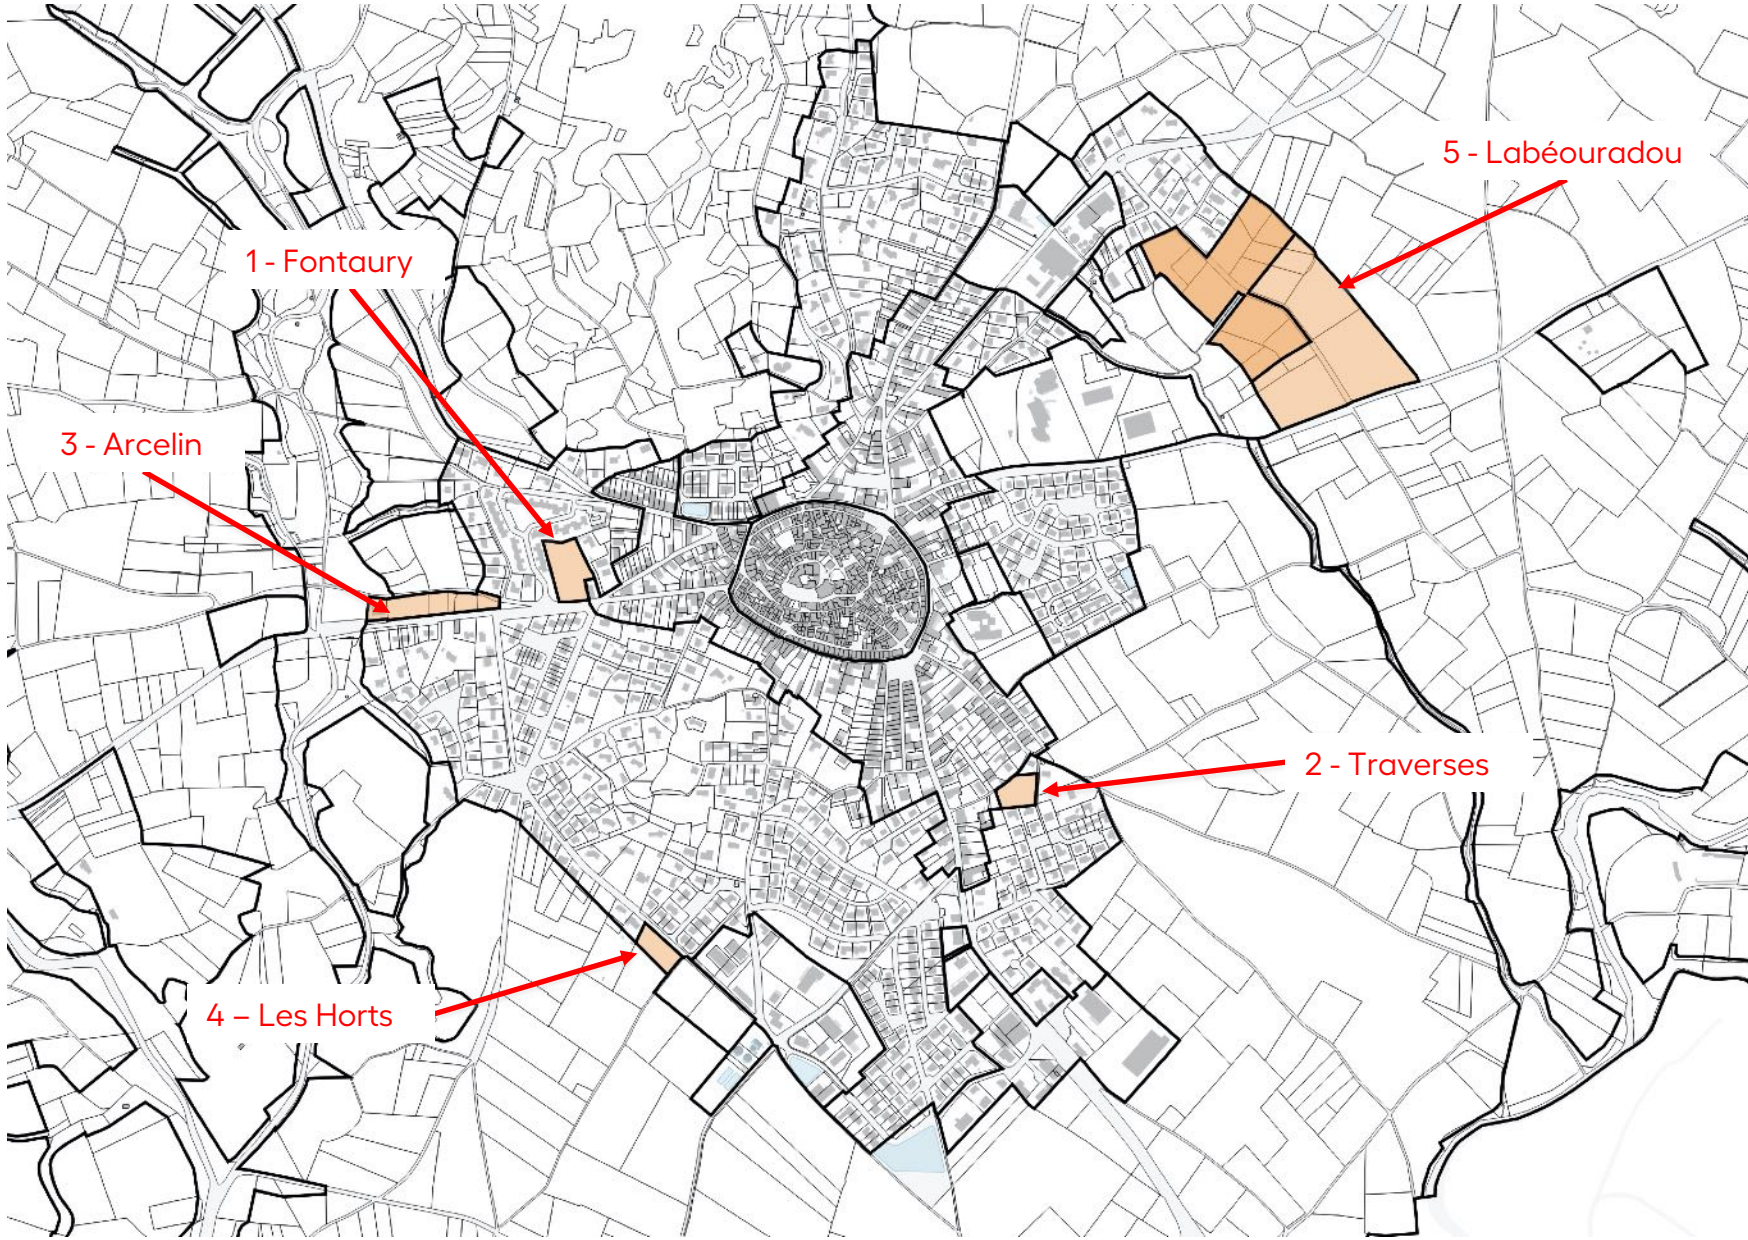 5 - Labéouradou
1 - Fontaury
3 - Arcelin
2 - Traverses
4 – Les Horts